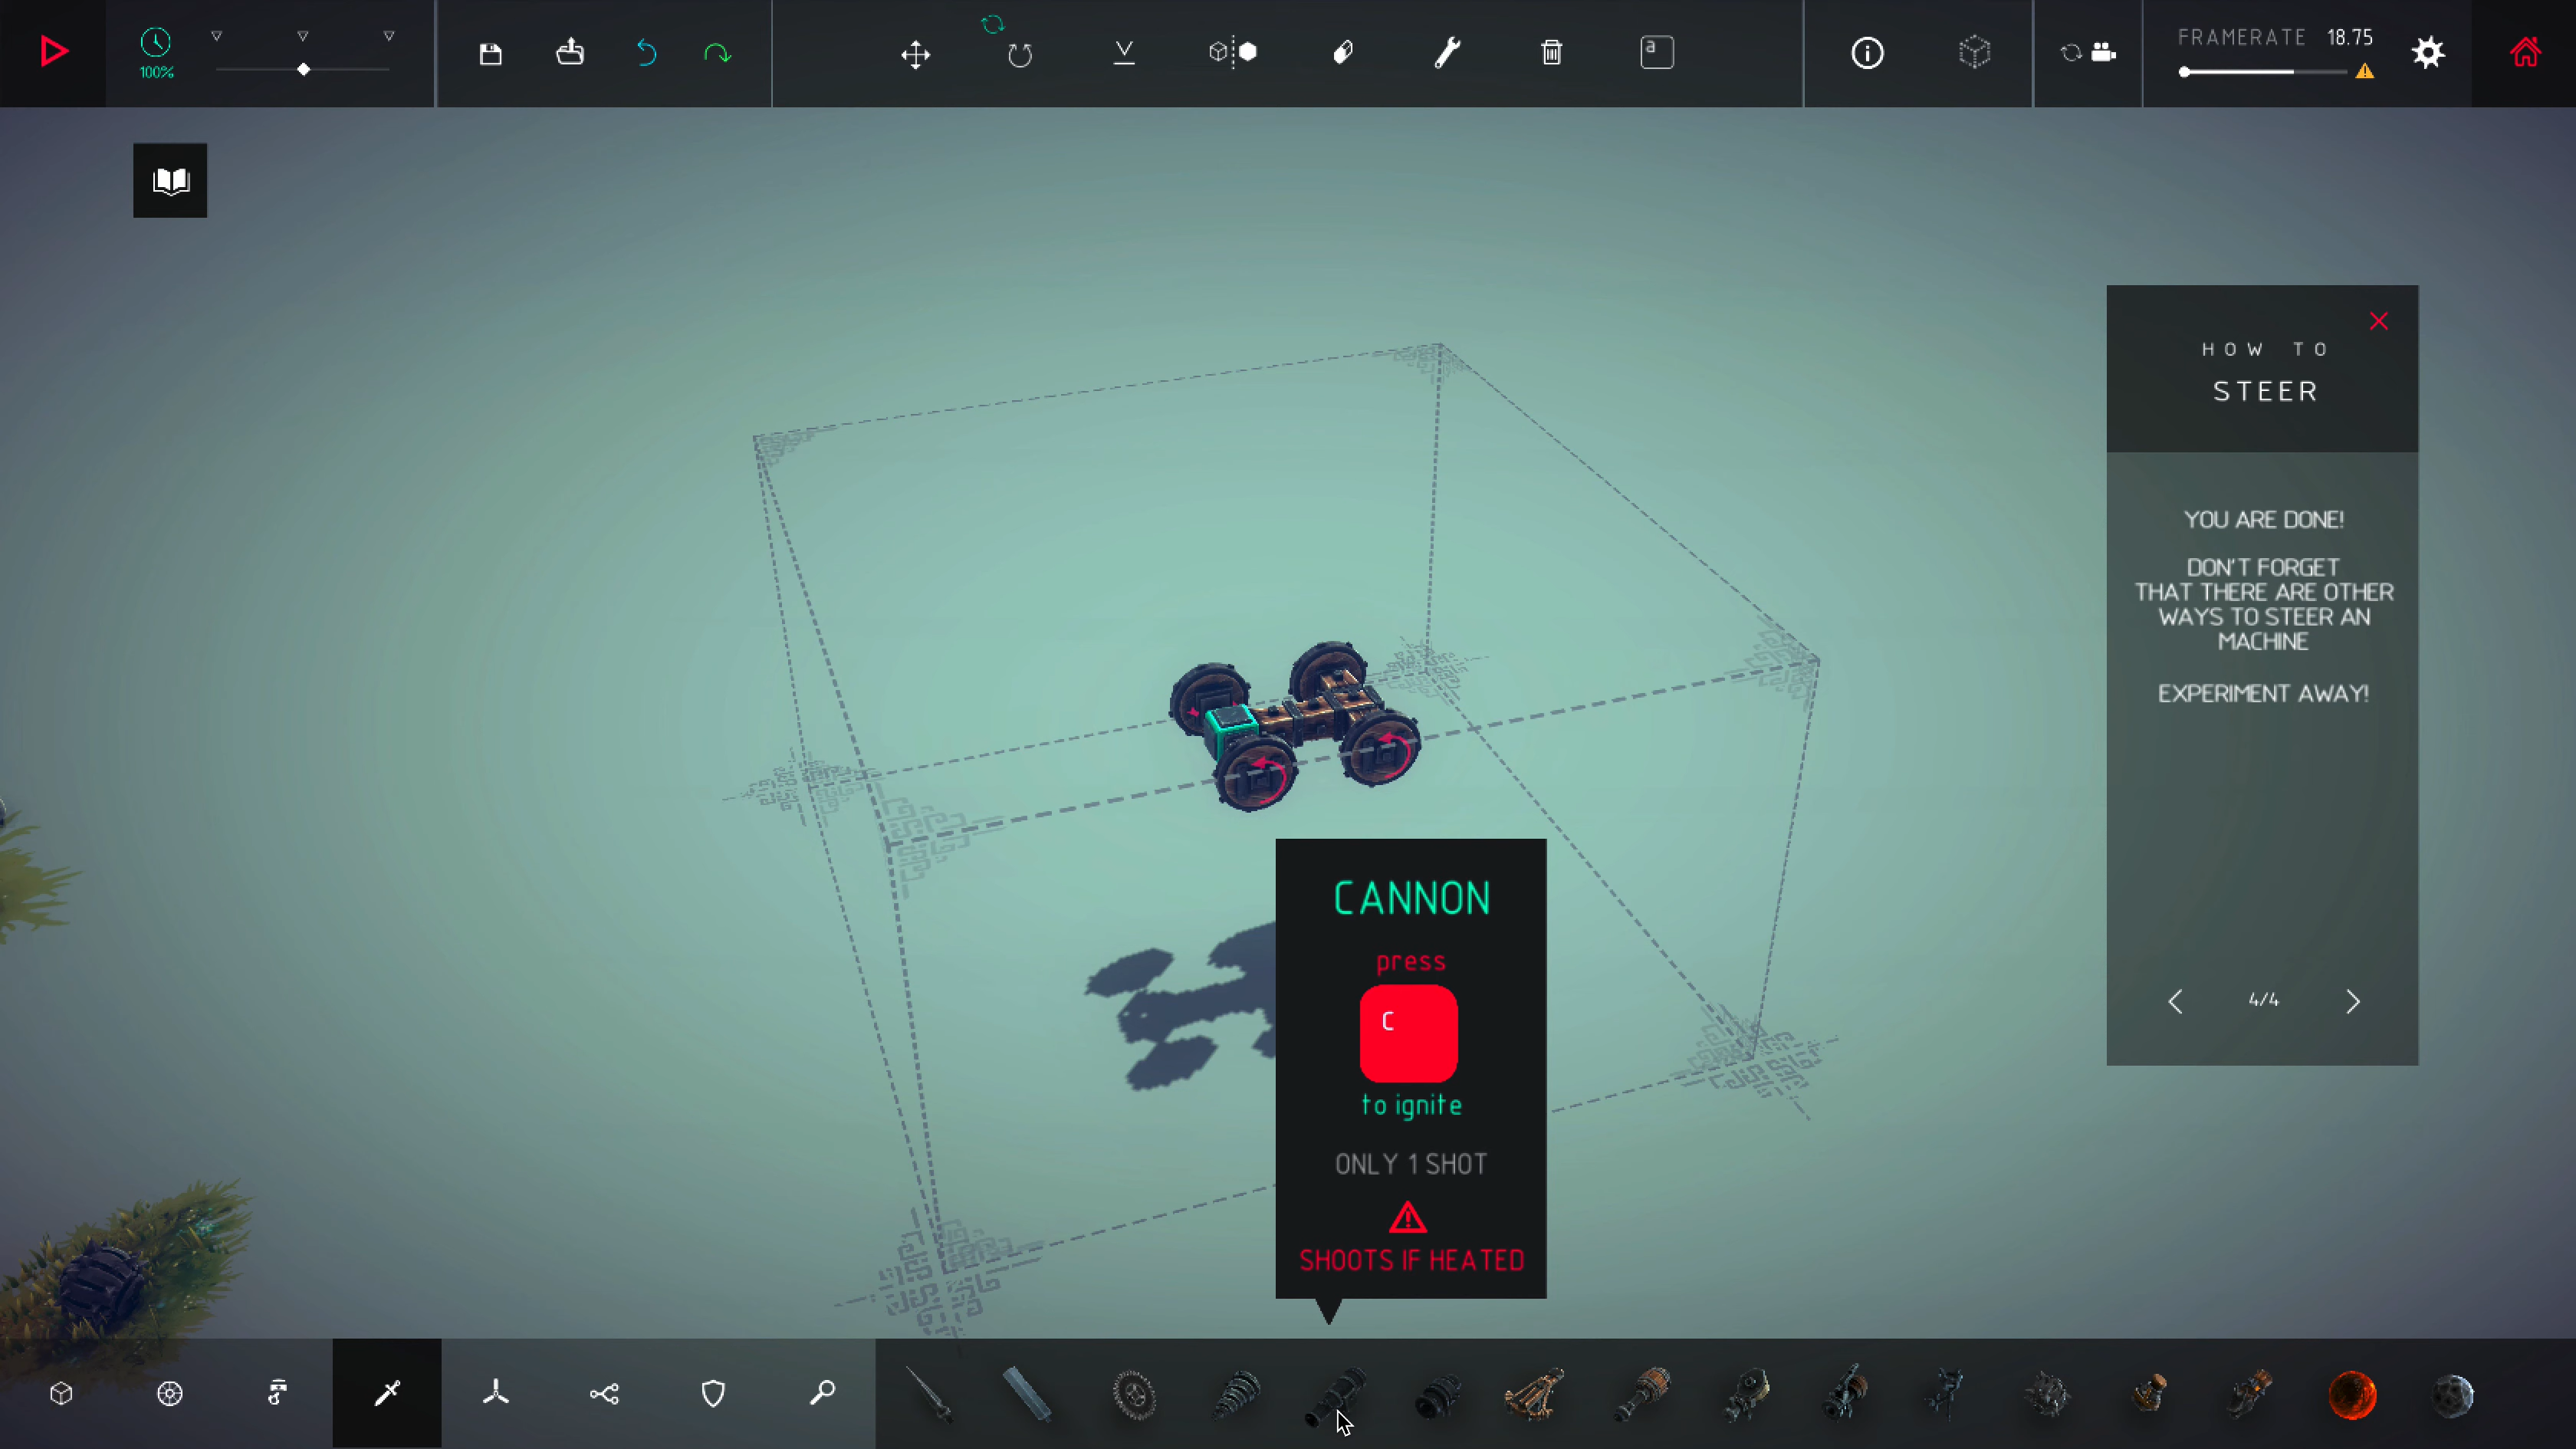 100%
a
FRAMERATE 18.75
HOW TO
STEER
YOU ARE DONE!
DON'T FORGET
THAT THERE ARE OTHER
WAYS TO STEER AN
MACHINE
EXPERIMENT AWAY!
4/4
CANNON
press
C
to ignite
ONLY 1 SHOT
SHOOTS IF HEATED